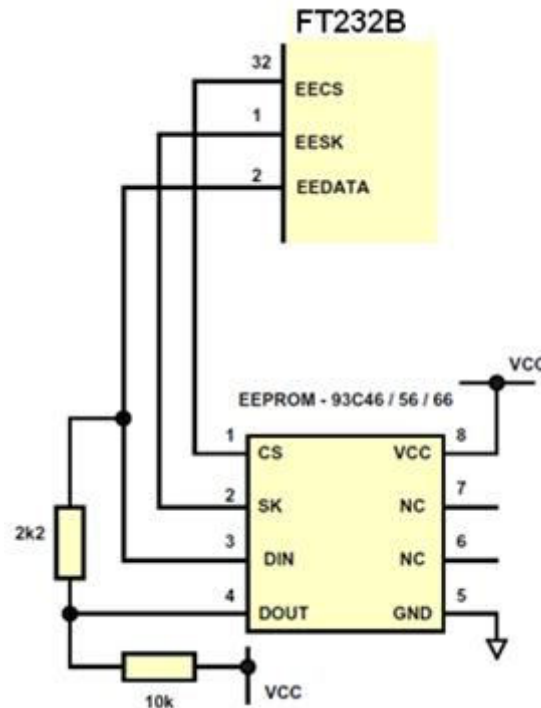 FT232B
32
EECS
1
EESK
2
EEDATA
VCC
EEPROM - 93C46 / 56 / 66
1
CS
VCC
8
2
SK
NC
7
2k2
3
DIN
NC
6
4
DOUT
GND
5
10k
VCC